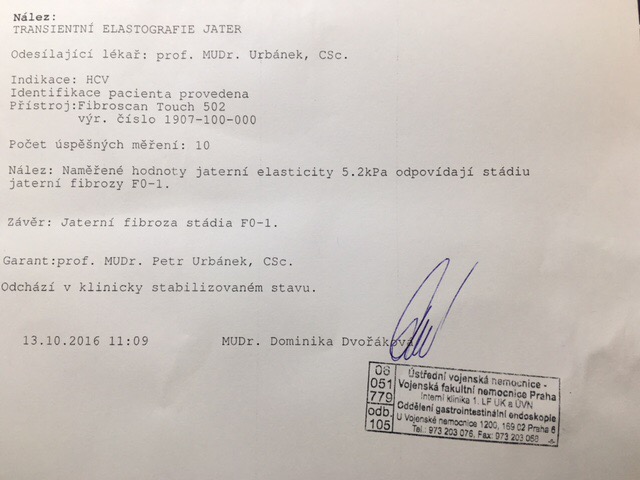 Nález:
TRANSIENTNÍ ELASTOGRAFIE JATER
Odesílající lékař: prof. MUDr. Urbánek, CSc.
Indikace: HCV
Identifikace pacienta provedena
Přístroj:Fibroscan Touch 502
výr. číslo 1907-100-000
Počet úspěšných měření: 10
Nález: Naměřené hodnoty jaterní elasticity 5.2kPa odpovídají stádiu
jaterní fibrozy F0-1.
Závěr: Jaterní fibroza stádia F0-1.
Garant:prof. MUDr. Petr Urbánek, CSc.
Odchází v klinicky stabilizovaném stavu.
13.10.2016 11:09 MUDr. Dominika Dvořáková
08
051
779
odb.
105
Ústřední vojenská nemocnice -
Vojenská fakultní nemocnice Praha
Interní klinika 1. LF UK a ÚVN
Oddělení gastrointestinální endoskopie
U Vojenské nemocnice 1200, 169 02 Praha 6
Tel.: 973 203 076, Fax: 973 203 068